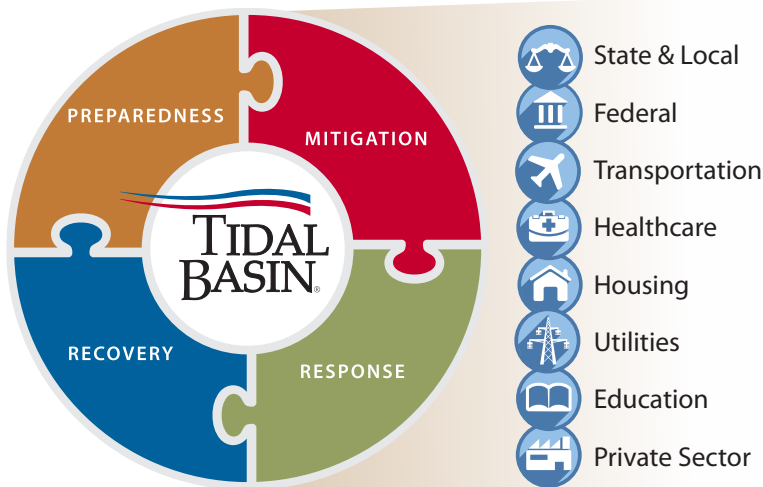 PREPAREDNESS
MITIGATION
TIDAL
BASIN®
RECOVERY
RESPONSE
State & Local
Federal
Transportation
Healthcare
Housing
Utilities
Education
Private Sector